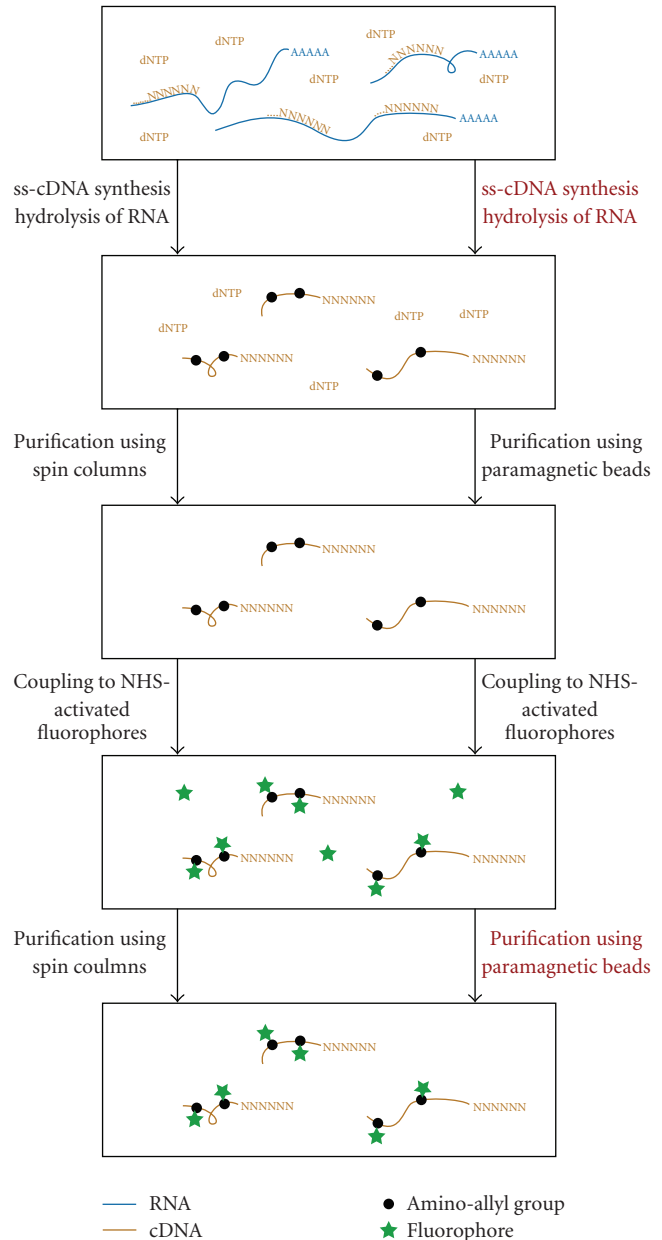 dNTP
dNTP
dNTP
dNTP
dNTP
dNTP
dNTP
.....NNNNNN
AAAAA
....NNNNNN
AAAAA
....NNNNNN
....NNNNNN
AAAAA
ss-cDNA synthesis
hydrolysis of RNA
ss-cDNA synthesis
hydrolysis of RNA
dNTP
NNNNNN
dNTP
dNTP
dNTP
NNNNNN
NNNNNN
dNTP
Purification using
spin columns
Purification using
paramagnetic beads
NNNNNN
NNNNNN
NNNNNN
Coupling to NHS-
activated
fluorophores
Coupling to NHS-
activated
fluorophores
NNNNNN
NNNNNN
NNNNNN
Purification using
spin coulmns
Purification using
paramagnetic beads
NNNNNN
NNNNNN
NNNNNN
RNA
cDNA
Amino-allyl group
Fluorophore